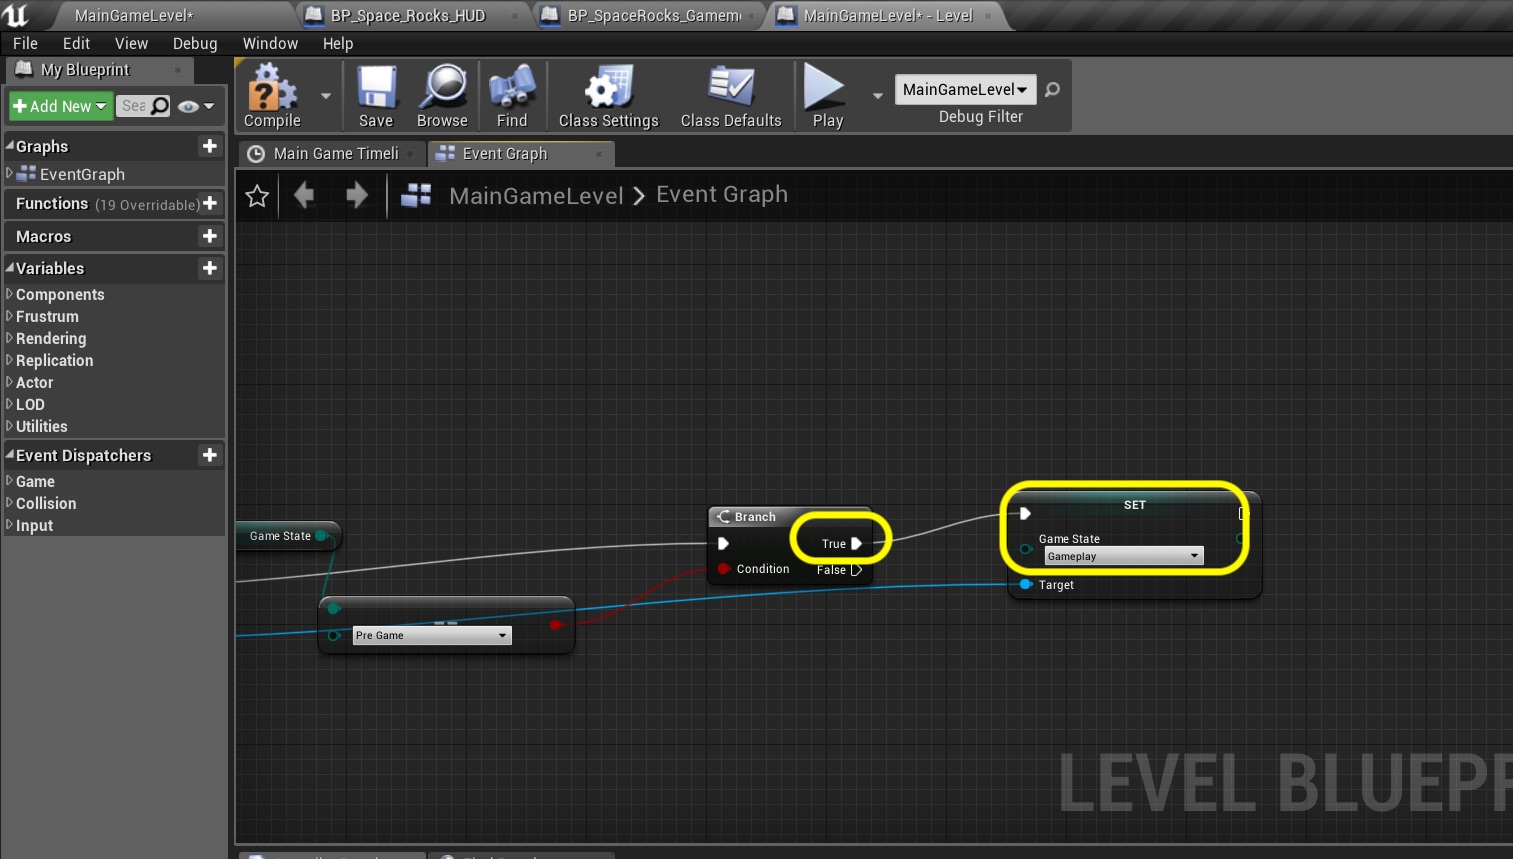 MainGameLevel*
BP_Space_Rocks_HUD
BP_SpaceRocks_Gamem
MainGameLevel* - Level
File Edit View Debug Window Help
My Blueprint
Add New
Sea
Compile
Save
Browse
Find
Class Settings
Class Defaults
Play
MainGameLevel
Debug Filter
Graphs
EventGraph
Functions (19 Overridable)
Macros
Variables
Components
Frustrum
Rendering
Replication
Actor
LOD
Utilities
Event Dispatchers
Game
Collision
Input
Main Game Timeli
Event Graph
MainGameLevel > Event Graph
Game State
==
Pre Game
Branch
True
Condition
False
SET
Game State
Gameplay
Target
LEVEL BLUEPR